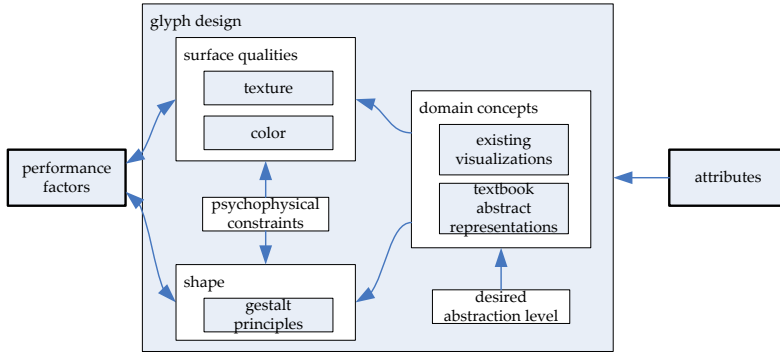 glyph design
surface qualities
texture
color
domain concepts
existing
visualizations
textbook
abstract
representations
performance
factors
attributes
psychophysical
constraints
shape
gestalt
principles
desired
abstraction level